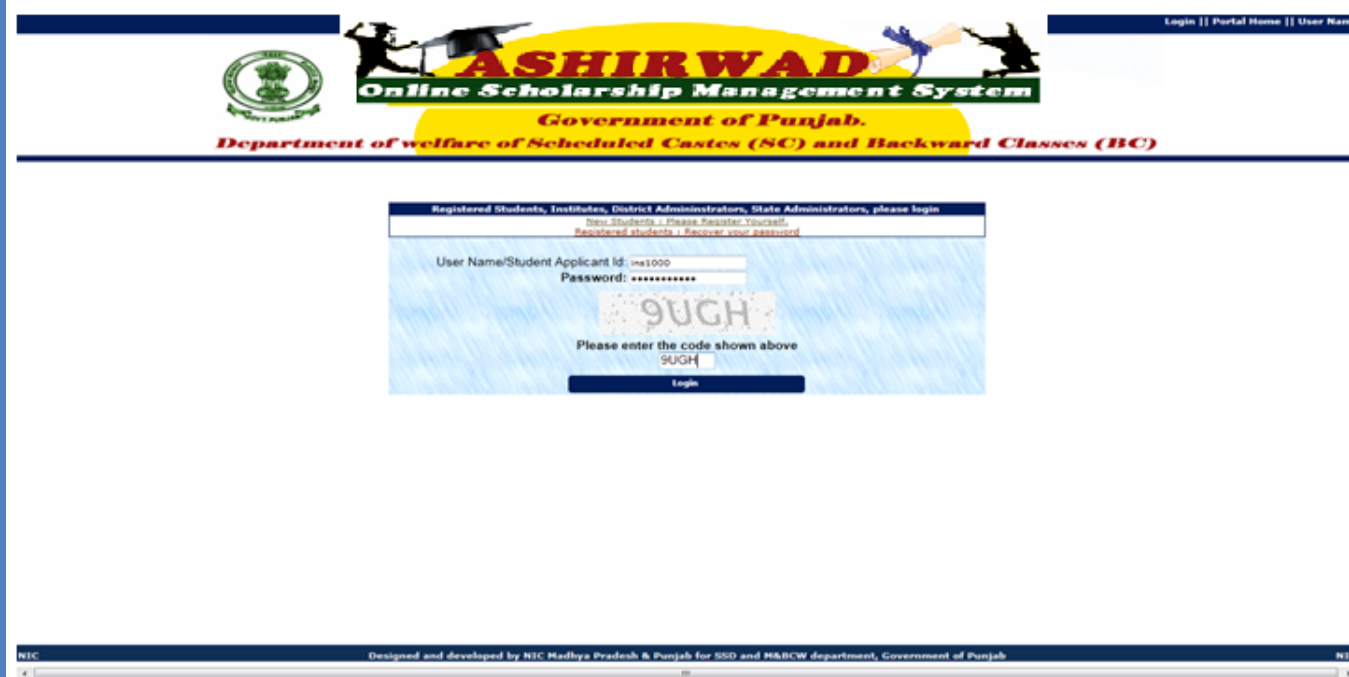 Login || Portal Home || User Nam
ASHIRWAD
Online Scholarship Management System
Government of Punjab.
Department of welfare of Scheduled Castes (SC) and Backward Classes (BC)
Registered Students, Institutes, District Admininstrators, State Administrators, please login
New Students : Please Register Yourself.
Registered students : Recover your password
User Name/Student Applicant Id: ins1000
Password: •••••••••••
9UGH
Please enter the code shown above
9UGH
Login
NIC Designed and developed by NIC Madhya Pradesh & Punjab for SSD and M&BCW department, Government of Punjab NI